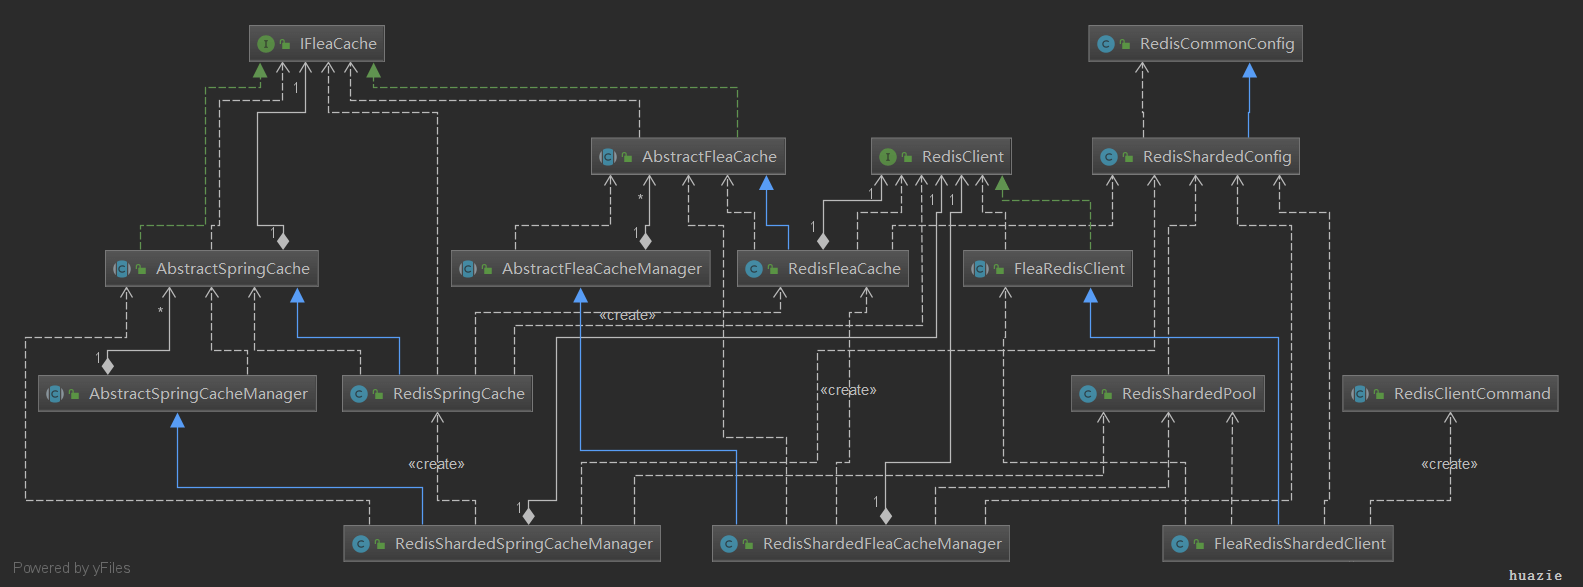 IFleaCache
RedisCommonConfig
1
AbstractFleaCache
RedisClient
RedisShardedConfig
* 1 1 1
1 1 1
AbstractSpringCache
AbstractFleaCacheManager
RedisFleaCache
FleaRedisClient
*
«create»
1
«create»
AbstractSpringCacheManager
RedisSpringCache
RedisShardedPool
RedisClientCommand
«create»
«create»
1 1
RedisShardedSpringCacheManager
RedisShardedFleaCacheManager
FleaRedisShardedClient
Powered by yFiles
huazie